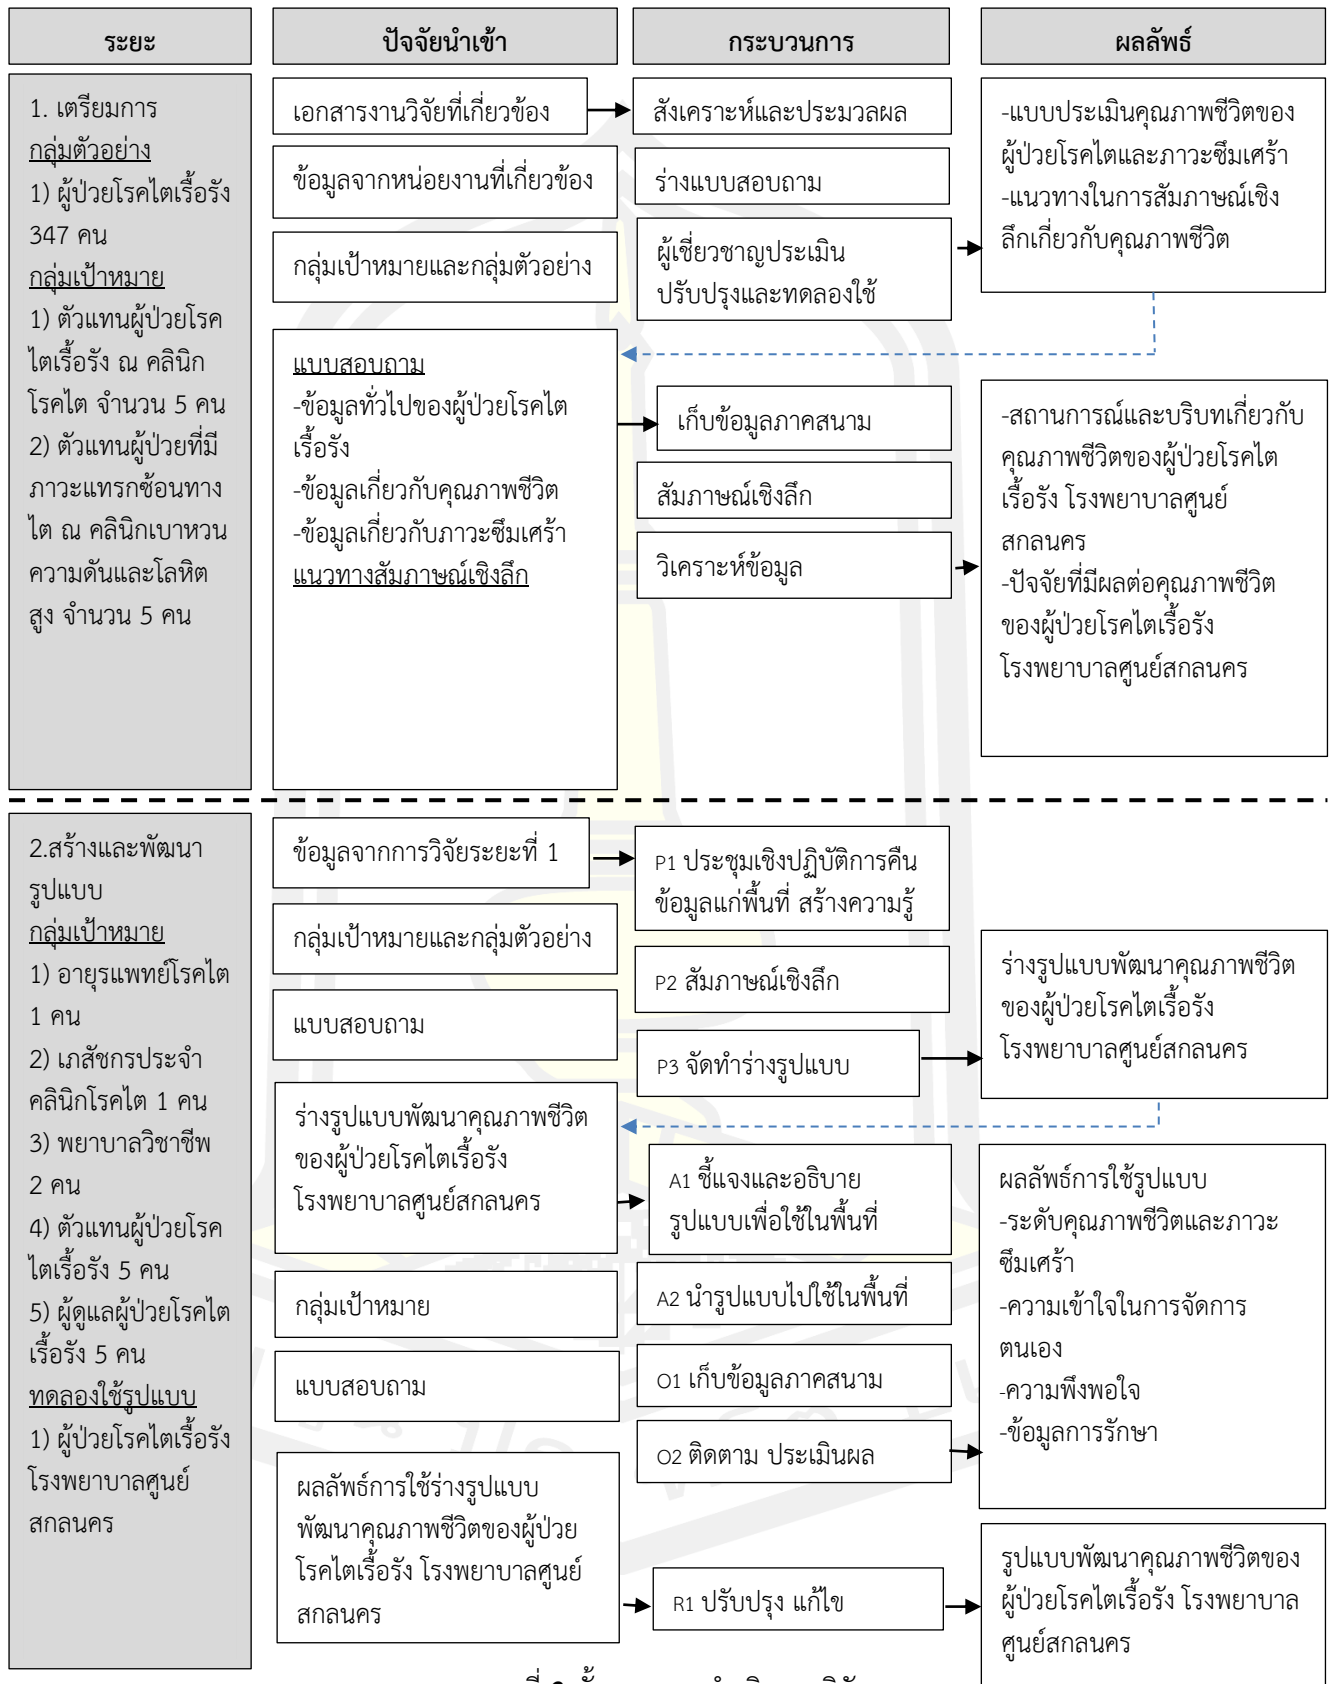 ระยะ
ปัจจัยนำเข้า
กระบวนการ
ผลลัพธ์
1. เตรียมการ
กลุ่มตัวอย่าง
1) ผู้ป่วยโรคไตเรื้อรัง
347 คน
กลุ่มเป้าหมาย
1) ตัวแทนผู้ป่วยโรค
ไตเรื้อรัง ณ คลินิก
โรคไต จำนวน 5 คน
2) ตัวแทนผู้ป่วยที่มี
ภาวะแทรกซ้อนทาง
ไต ณ คลินิกเบาหวาน
ความดันและโลหิต
สูง จำนวน 5 คน
เอกสารงานวิจัยที่เกี่ยวข้อง
ข้อมูลจากหน่อยงานที่เกี่ยวข้อง
กลุ่มเป้าหมายและกลุ่มตัวอย่าง
แบบสอบถาม
-ข้อมูลทั่วไปของผู้ป่วยโรคไต
เรื้อรัง
-ข้อมูลเกี่ยวกับคุณภาพชีวิต
-ข้อมูลเกี่ยวกับภาวะซึมเศร้า
แนวทางสัมภาษณ์เชิงลึก
สังเคราะห์และประมวลผล
ร่างแบบสอบถาม
ผู้เชี่ยวชาญประเมิน
ปรับปรุงและทดลองใช้
เก็บข้อมูลภาคสนาม
สัมภาษณ์เชิงลึก
วิเคราะห์ข้อมูล
-แบบประเมินคุณภาพชีวิตของ
ผู้ป่วยโรคไตและภาวะซึมเศร้า
-แนวทางในการสัมภาษณ์เชิง
ลึกเกี่ยวกับคุณภาพชีวิต
-สถานการณ์และบริบทเกี่ยวกับ
คุณภาพชีวิตของผู้ป่วยโรคไต
เรื้อรัง โรงพยาบาลศูนย์
สกลนคร
-ปัจจัยที่มีผลต่อคุณภาพชีวิต
ของผู้ป่วยโรคไตเรื้อรัง
โรงพยาบาลศูนย์สกลนคร
2.สร้างและพัฒนา
รูปแบบ
กลุ่มเป้าหมาย
1) อายุรแพทย์โรคไต
1 คน
2) เภสัชกรประจำ
คลินิกโรคไต 1 คน
3) พยาบาลวิชาชีพ
2 คน
4) ตัวแทนผู้ป่วยโรค
ไตเรื้อรัง 5 คน
5) ผู้ดูแลผู้ป่วยโรคไต
เรื้อรัง 5 คน
ทดลองใช้รูปแบบ
1) ผู้ป่วยโรคไตเรื้อรัง
โรงพยาบาลศูนย์
สกลนคร
ข้อมูลจากการวิจัยระยะที่ 1
กลุ่มเป้าหมายและกลุ่มตัวอย่าง
แบบสอบถาม
ร่างรูปแบบพัฒนาคุณภาพชีวิต
ของผู้ป่วยโรคไตเรื้อรัง
โรงพยาบาลศูนย์สกลนคร
กลุ่มเป้าหมาย
แบบสอบถาม
ผลลัพธ์การใช้ร่างรูปแบบ
พัฒนาคุณภาพชีวิตของผู้ป่วย
โรคไตเรื้อรัง โรงพยาบาลศูนย์
สกลนคร
P1 ประชุมเชิงปฏิบัติการคืน
ข้อมูลแก่พื้นที่ สร้างความรู้
P2 สัมภาษณ์เชิงลึก
P3 จัดทำร่างรูปแบบ
A1 ชี้แจงและอธิบาย
รูปแบบเพื่อใช้ในพื้นที่
A2 นำรูปแบบไปใช้ในพื้นที่
O1 เก็บข้อมูลภาคสนาม
O2 ติดตาม ประเมินผล
R1 ปรับปรุง แก้ไข
ร่างรูปแบบพัฒนาคุณภาพชีวิต
ของผู้ป่วยโรคไตเรื้อรัง
โรงพยาบาลศูนย์สกลนคร
ผลลัพธ์การใช้รูปแบบ
-ระดับคุณภาพชีวิตและภาวะ
ซึมเศร้า
-ความเข้าใจในการจัดการ
ตนเอง
-ความพึงพอใจ
-ข้อมูลการรักษา
รูปแบบพัฒนาคุณภาพชีวิตของ
ผู้ป่วยโรคไตเรื้อรัง โรงพยาบาล
ศูนย์สกลนคร